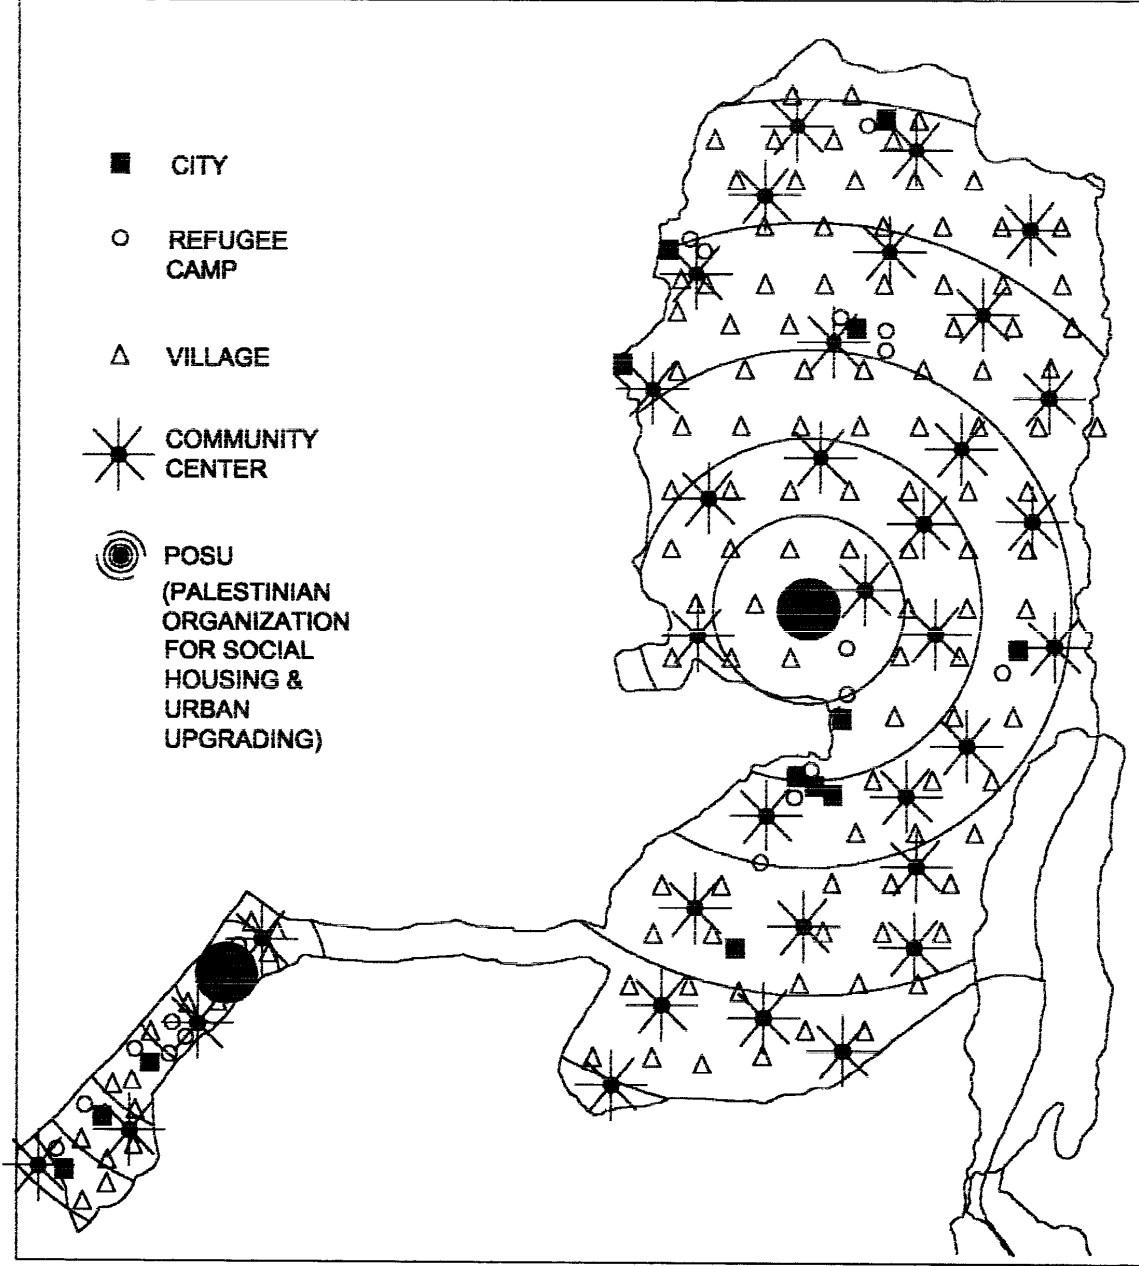 CITY
REFUGEE
CAMP
VILLAGE
COMMUNITY
CENTER
POSU
(PALESTINIAN
ORGANIZATION
FOR SOCIAL
HOUSING &
URBAN
UPGRADING)